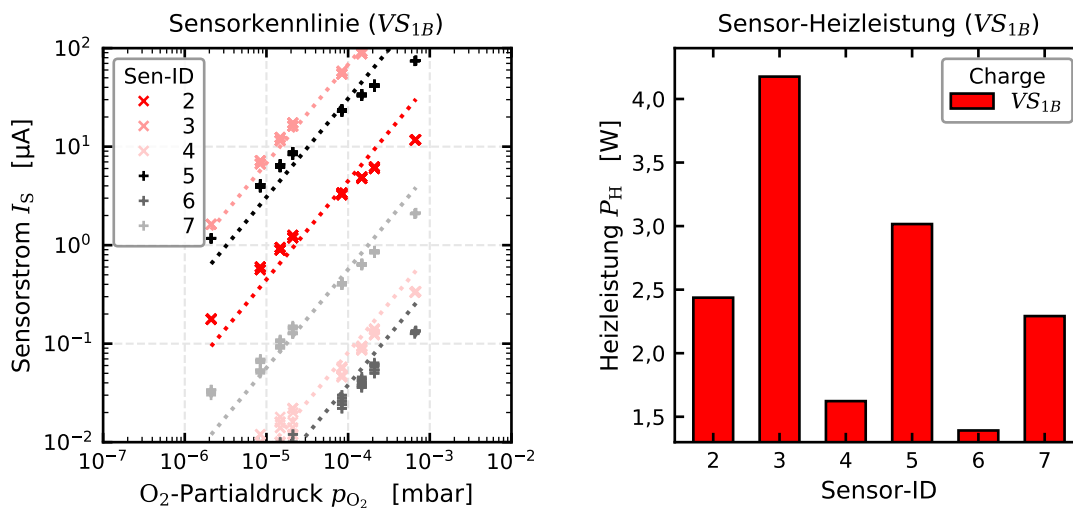 Sensorkennlinie (VS₁B)
Sensorstrom Iₛ [µA]
10²
10¹
10⁰
10⁻¹
10⁻²
Sen-ID
2
3
4
5
6
7
10⁻⁷ 10⁻⁶ 10⁻⁵ 10⁻⁴ 10⁻³ 10⁻²
O₂-Partialdruck p_O₂ [mbar]
Sensor-Heizleistung (VS₁B)
Heizleistung P_H [W]
4,0
3,5
3,0
2,5
2,0
1,5
Charge
VS₁B
2 3 4 5 6 7
Sensor-ID